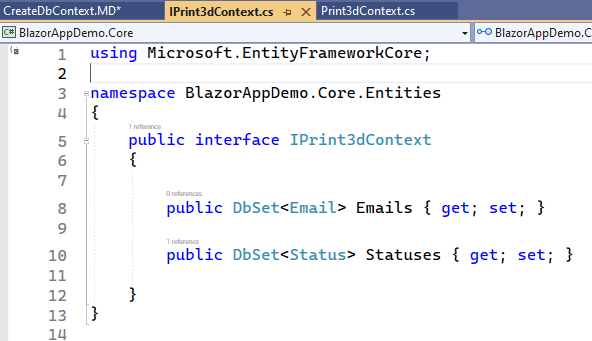 CreateDbContext.MD* IPrint3dContext.cs Print3dContext.cs
C# BlazorAppDemo.Core BlazorAppDemo.C
1 using Microsoft.EntityFrameworkCore;
2
3 namespace BlazorAppDemo.Core.Entities
4 {
1 reference
5 public interface IPrint3dContext
6 {
7
0 references
8 public DbSet<Email> Emails { get; set; }
9
1 reference
10 public DbSet<Status> Statuses { get; set; }
11
12 }
13 }
14